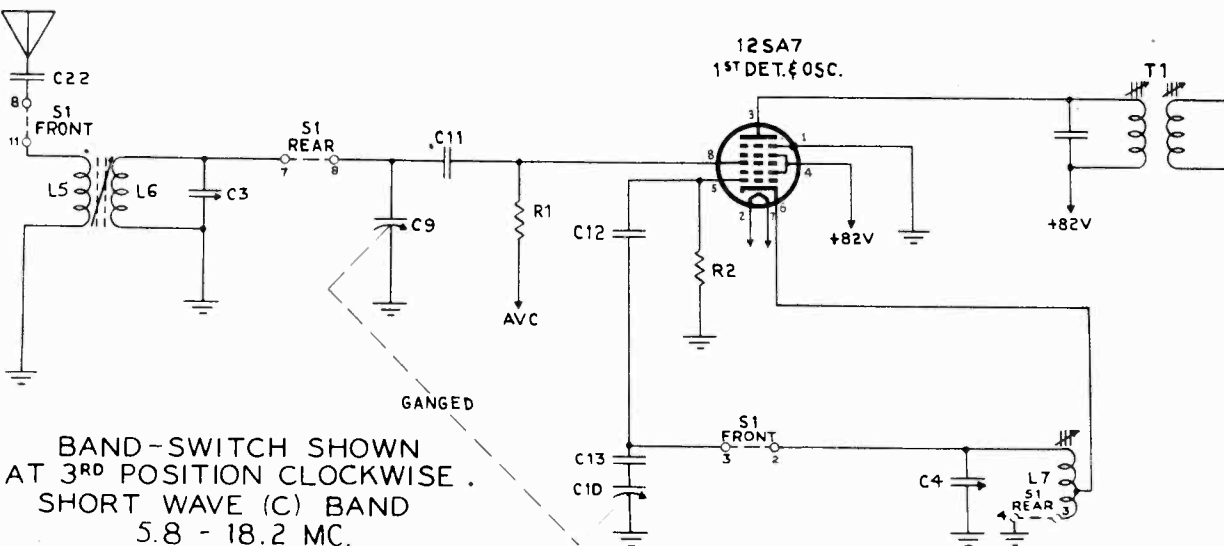 12SA7
1ST DET.& OSC.
T1
C22
8
S1
FRONT
11
L5
L6
C3
S1
REAR
7
8
C9
C11
R1
AVC
3
1
8
4
5
2
7
6
+82V
+82V
C12
R2
GANGED
C13
C10
S1
FRONT
3
2
C4
L7
S1
REAR
3
4
BAND-SWITCH SHOWN
AT 3RD POSITION CLOCKWISE.
SHORT WAVE (C) BAND
5.8 - 18.2 MC.